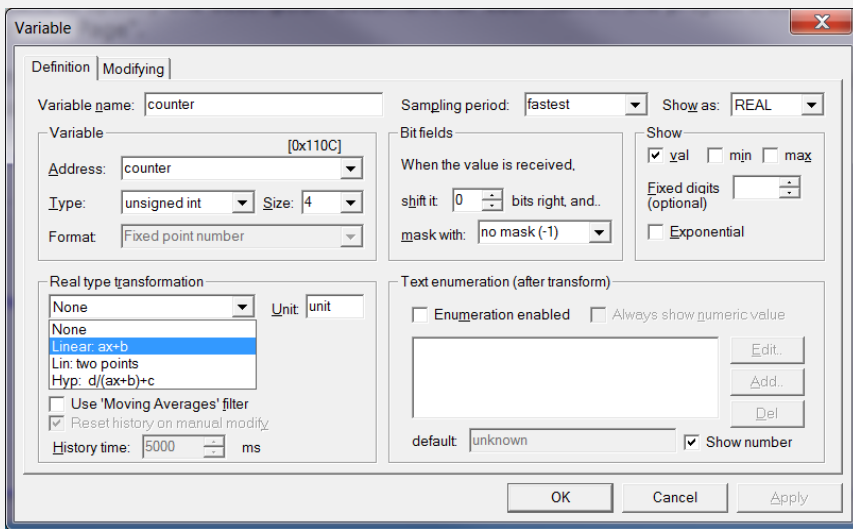 Variable
Definition Modifying
Variable name: counter Sampling period: fastest Show as: REAL
Variable
[0x110C]
Address: counter
Type: unsigned int Size: 4
Format: Fixed point number
Bit fields
When the value is received,
shift it: 0 bits right, and..
mask with: no mask (-1)
Show
val min max
Fixed digits
(optional)
Exponential
Real type transformation
None Unit: unit
None
Linear: ax+b
Lin: two points
Hyp: d/(ax+b)+c
Use 'Moving Averages' filter
Reset history on manual modify
History time: 5000 ms
Text enumeration (after transform)
Enumeration enabled Always show numeric value
Edit..
Add..
Del
default: unknown Show number
OK Cancel Apply